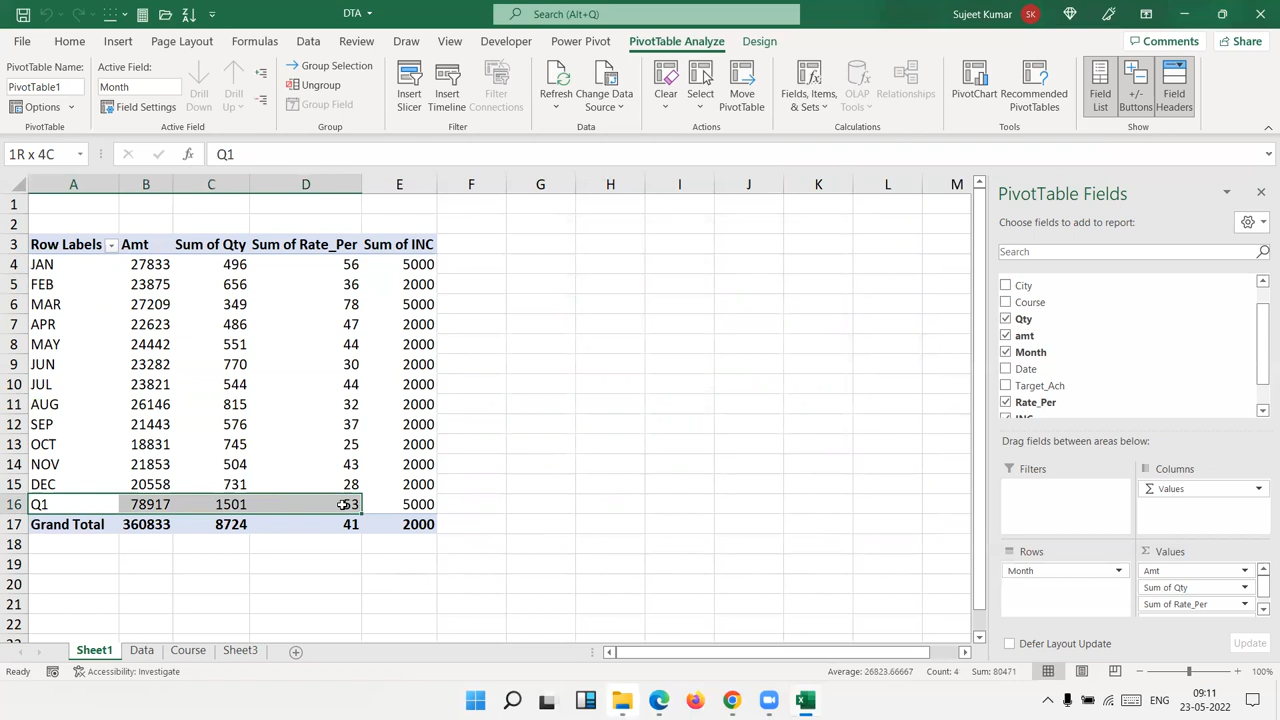 DTA
Search (Alt+Q)
Sujeet Kumar
SK
File Home Insert Page Layout Formulas Data Review View Draw Developer Power Pivot PivotTable Analyze Design
Comments Share
PivotTable Name: Active Field:
PivotTable1 Month
Options Field Settings
Drill Down Drill Up
Group Selection
Ungroup
Group Field
Insert Slicer Insert Timeline Filter Connections
Refresh Change Data Source
Clear Select Move PivotTable
Fields, Items, & Sets OLAP Tools Relationships
PivotChart Recommended PivotTables
Field List +/- Buttons Field Headers
PivotTable Active Field Group Filter Data Actions Calculations Tools Show
1R x 4C fx Q1
A B C D E F G H I J K L M
1
2
3 Row Labels Amt Sum of Qty Sum of Rate_Per Sum of INC
4 JAN 27833 496 56 5000
5 FEB 23875 656 36 2000
6 MAR 27209 349 78 5000
7 APR 22623 486 47 2000
8 MAY 24442 551 44 2000
9 JUN 23282 770 30 2000
10 JUL 23821 544 44 2000
11 AUG 26146 815 32 2000
12 SEP 21443 576 37 2000
13 OCT 18831 745 25 2000
14 NOV 21853 504 43 2000
15 DEC 20558 731 28 2000
16 Q1 78917 1501 53 5000
17 Grand Total 360833 8724 41 2000
18
19
20
21
22
PivotTable Fields
Choose fields to add to report:
Search
City
Course
Qty
amt
Month
Date
Target_Ach
Rate_Per
Drag fields between areas below:
Filters Columns
Σ Values
Rows Σ Values
Month Amt
Sum of Qty
Sum of Rate_Per
Defer Layout Update Update
Sheet1 Data Course Sheet3
Ready Accessibility: Investigate Average: 26823.66667 Count: 4 Sum: 80471 100%
ENG 09:11
23-05-2022